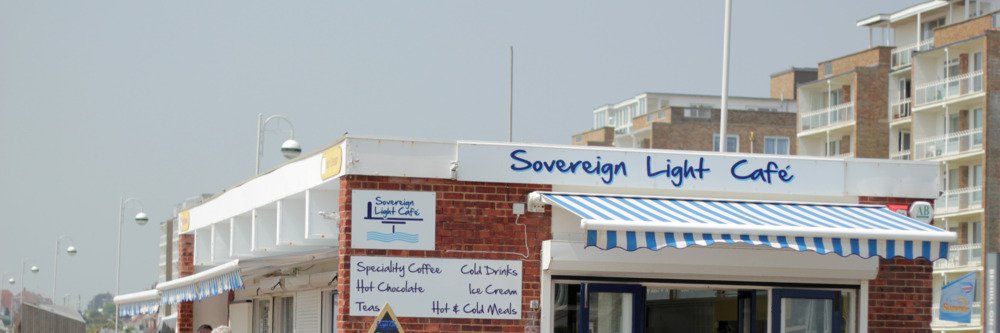 Sovereign Light Café
Sovereign
Light Café
Speciality Coffee Cold Drinks
Hot Chocolate Ice Cream
Teas Hot & Cold Meals